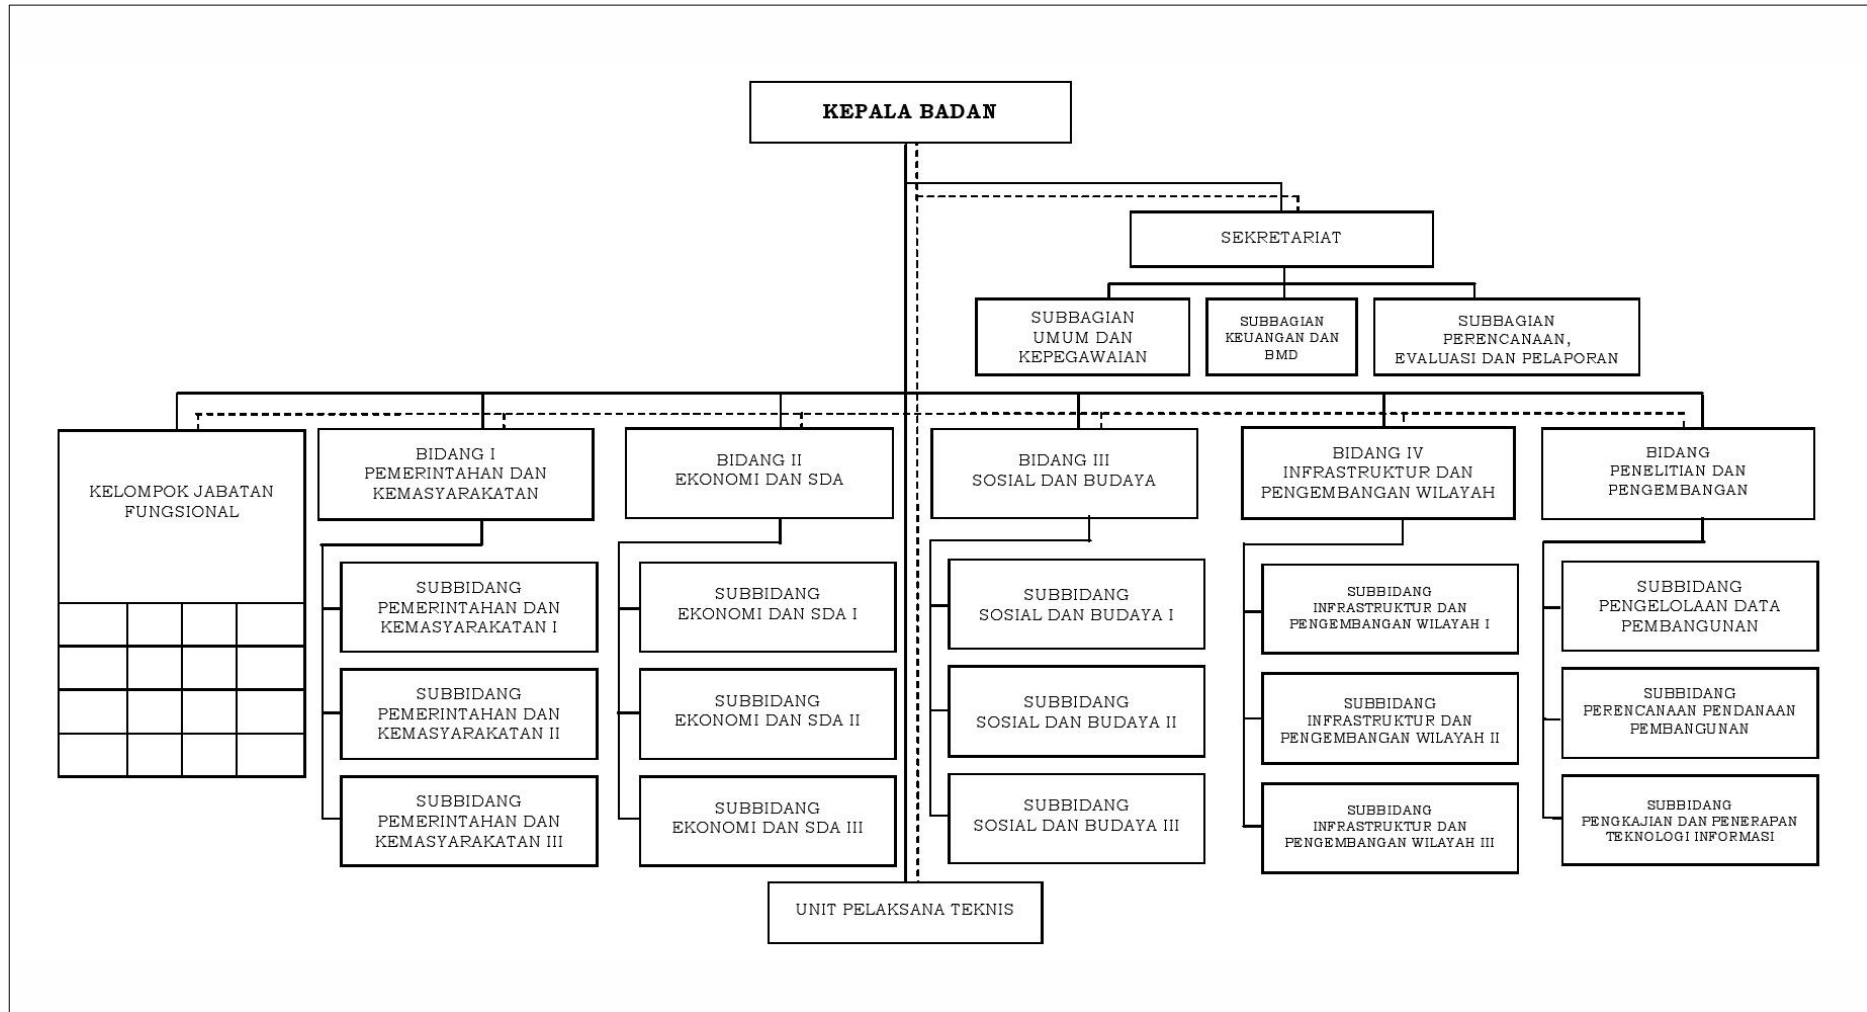 KEPALA BADAN
SEKRETARIAT
SUBBAGIAN
UMUM DAN
KEPEGAWAIAN
SUBBAGIAN
KEUANGAN DAN
BMD
SUBBAGIAN
PERENCANAAN,
EVALUASI DAN PELAPORAN
KELOMPOK JABATAN
FUNGSIONAL
BIDANG I
PEMERINTAHAN DAN
KEMASYARAKATAN
BIDANG II
EKONOMI DAN SDA
BIDANG III
SOSIAL DAN BUDAYA
BIDANG IV
INFRASTRUKTUR DAN
PENGEMBANGAN WILAYAH
BIDANG
PENELITIAN DAN
PENGEMBANGAN
SUBBIDANG
PEMERINTAHAN DAN
KEMASYARAKATAN I
SUBBIDANG
EKONOMI DAN SDA I
SUBBIDANG
SOSIAL DAN BUDAYA I
SUBBIDANG
INFRASTRUKTUR DAN
PENGEMBANGAN WILAYAH I
SUBBIDANG
PENGELOLAAN DATA
PEMBANGUNAN
SUBBIDANG
PEMERINTAHAN DAN
KEMASYARAKATAN II
SUBBIDANG
EKONOMI DAN SDA II
SUBBIDANG
SOSIAL DAN BUDAYA II
SUBBIDANG
INFRASTRUKTUR DAN
PENGEMBANGAN WILAYAH II
SUBBIDANG
PERENCANAAN PENDANAAN
PEMBANGUNAN
SUBBIDANG
PEMERINTAHAN DAN
KEMASYARAKATAN III
SUBBIDANG
EKONOMI DAN SDA III
SUBBIDANG
SOSIAL DAN BUDAYA III
SUBBIDANG
INFRASTRUKTUR DAN
PENGEMBANGAN WILAYAH III
SUBBIDANG
PENGKAJIAN DAN PENERAPAN
TEKNOLOGI INFORMASI
UNIT PELAKSANA TEKNIS